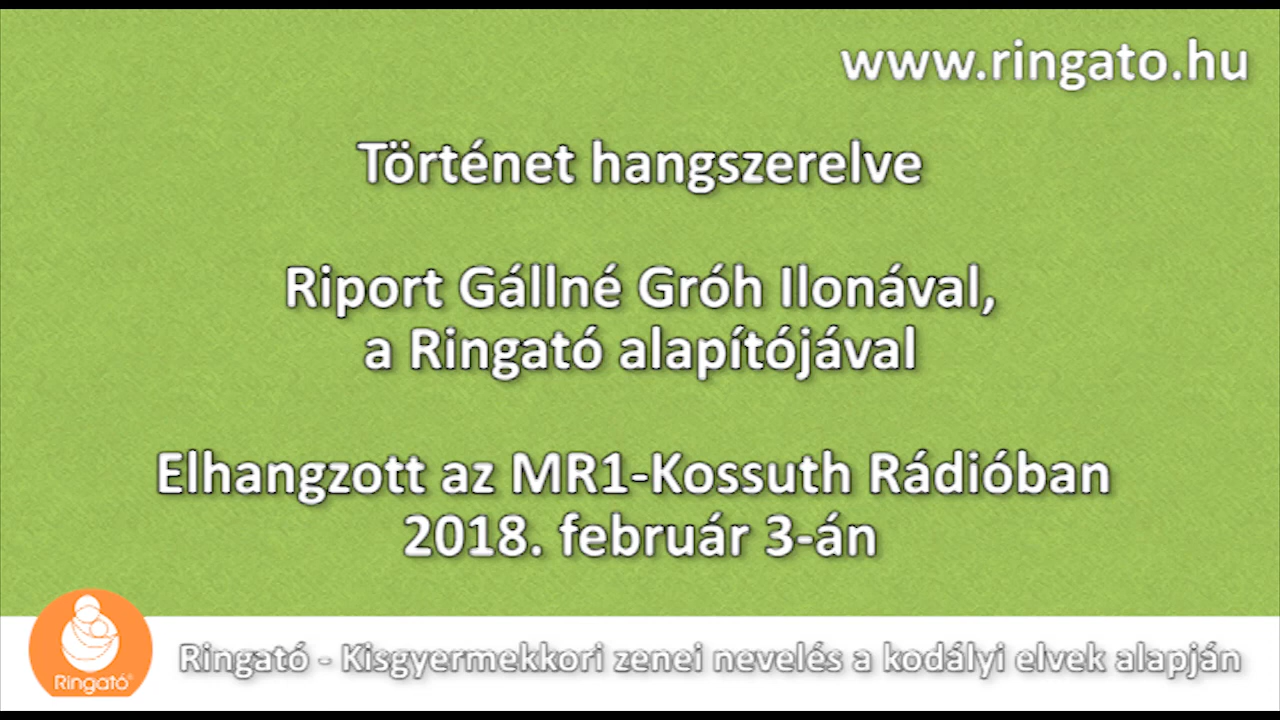 www.ringato.hu
Történet hangszerelve
Riport Gállné Gróh Ilonával,
a Ringató alapítójával
Elhangzott az MR1-Kossuth Rádióban
2018. február 3-án
Ringató®
Ringató - Kisgyermekkori zenei nevelés a kodályi elvek alapján